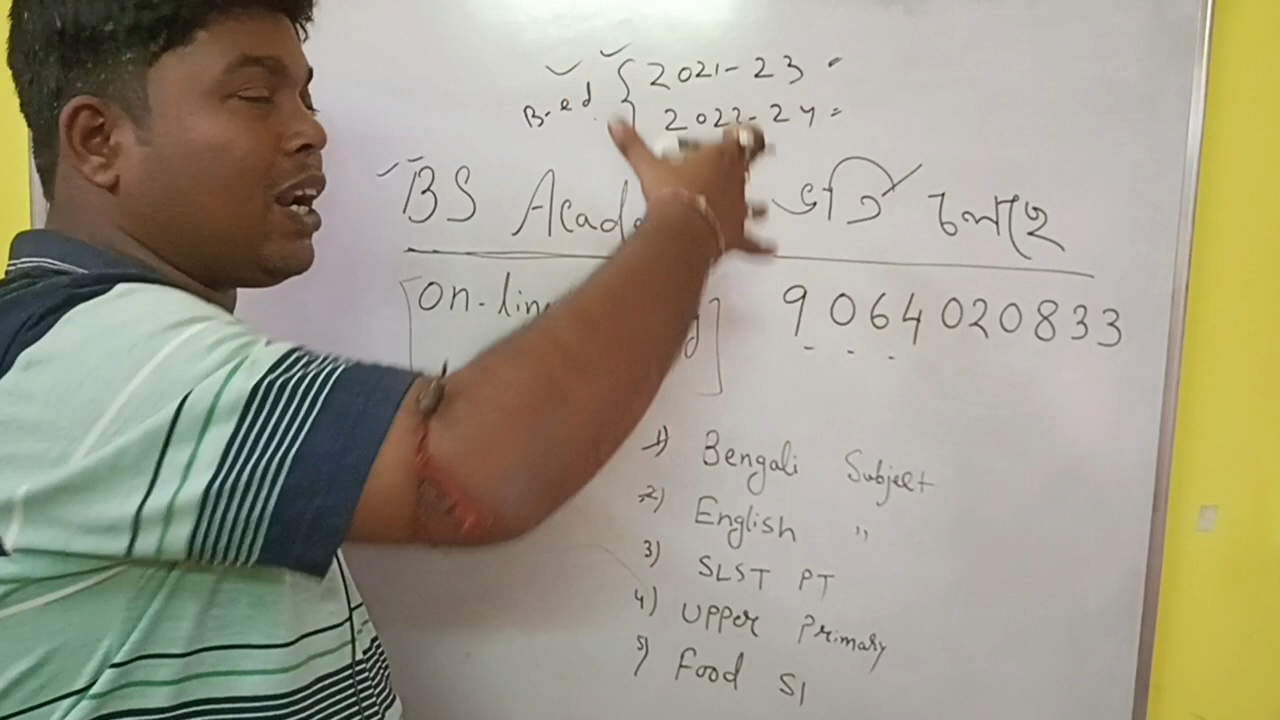 2021-23
B-ed. { 2022-24
BS Acade ভর্তি চলছে
[on-lin ] 9064020833
1) Bengali Subject
2) English "
3) SLST PT
4) Upper Primary
5) Food SI